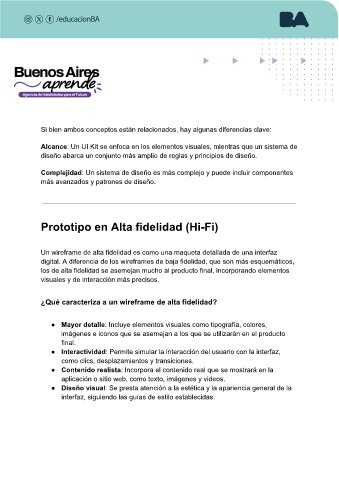 /educacionBA
BA
Buenos Aires
aprende
Agencia de Habilidades para el Futuro
Si bien ambos conceptos están relacionados, hay algunas diferencias clave:
Alcance: Un UI Kit se enfoca en los elementos visuales, mientras que un sistema de
diseño abarca un conjunto más amplio de reglas y principios de diseño.
Complejidad: Un sistema de diseño es más complejo y puede incluir componentes
más avanzados y patrones de diseño.
Prototipo en Alta fidelidad (Hi-Fi)
Un wireframe de alta fidelidad es como una maqueta detallada de una interfaz
digital. A diferencia de los wireframes de baja fidelidad, que son más esquemáticos,
los de alta fidelidad se asemejan mucho al producto final, incorporando elementos
visuales y de interacción más precisos.
¿Qué caracteriza a un wireframe de alta fidelidad?
● Mayor detalle: Incluye elementos visuales como tipografía, colores,
imágenes e iconos que se asemejan a los que se utilizarán en el producto
final.
● Interactividad: Permite simular la interacción del usuario con la interfaz,
como clics, desplazamientos y transiciones.
● Contenido realista: Incorpora el contenido real que se mostrará en la
aplicación o sitio web, como texto, imágenes y videos.
● Diseño visual: Se presta atención a la estética y la apariencia general de la
interfaz, siguiendo las guías de estilo establecidas.